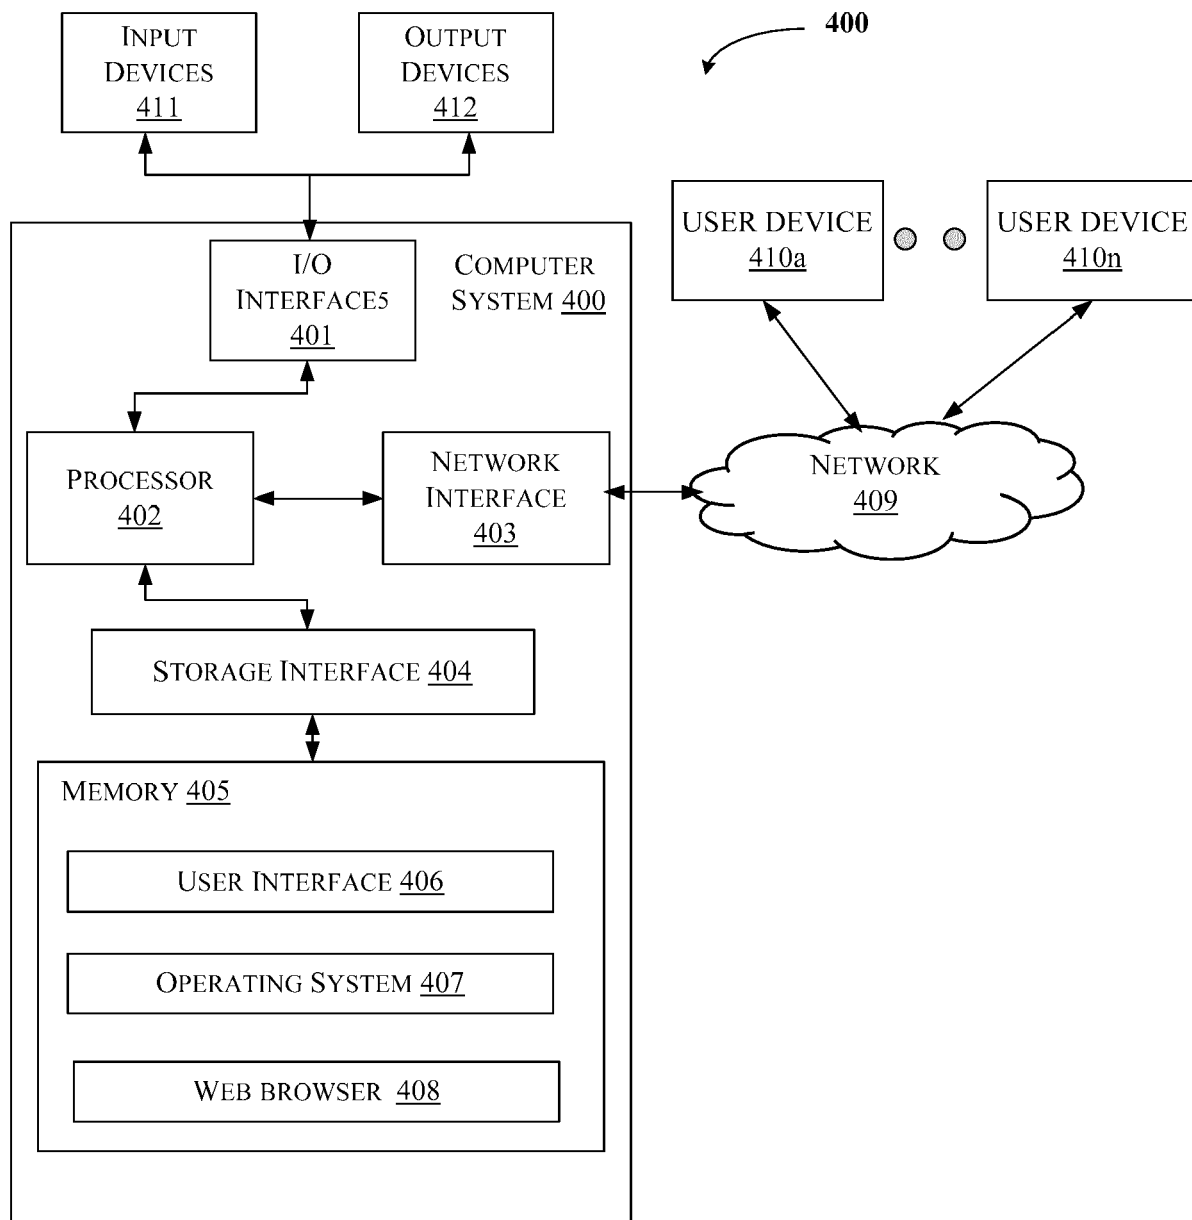 INPUT
DEVICES
411
OUTPUT
DEVICES
412
400
USER DEVICE
410a
USER DEVICE
410n
I/O
INTERFACE5
401
COMPUTER
SYSTEM 400
PROCESSOR
402
NETWORK
INTERFACE
403
NETWORK
409
STORAGE INTERFACE 404
MEMORY 405
USER INTERFACE 406
OPERATING SYSTEM 407
WEB BROWSER 408